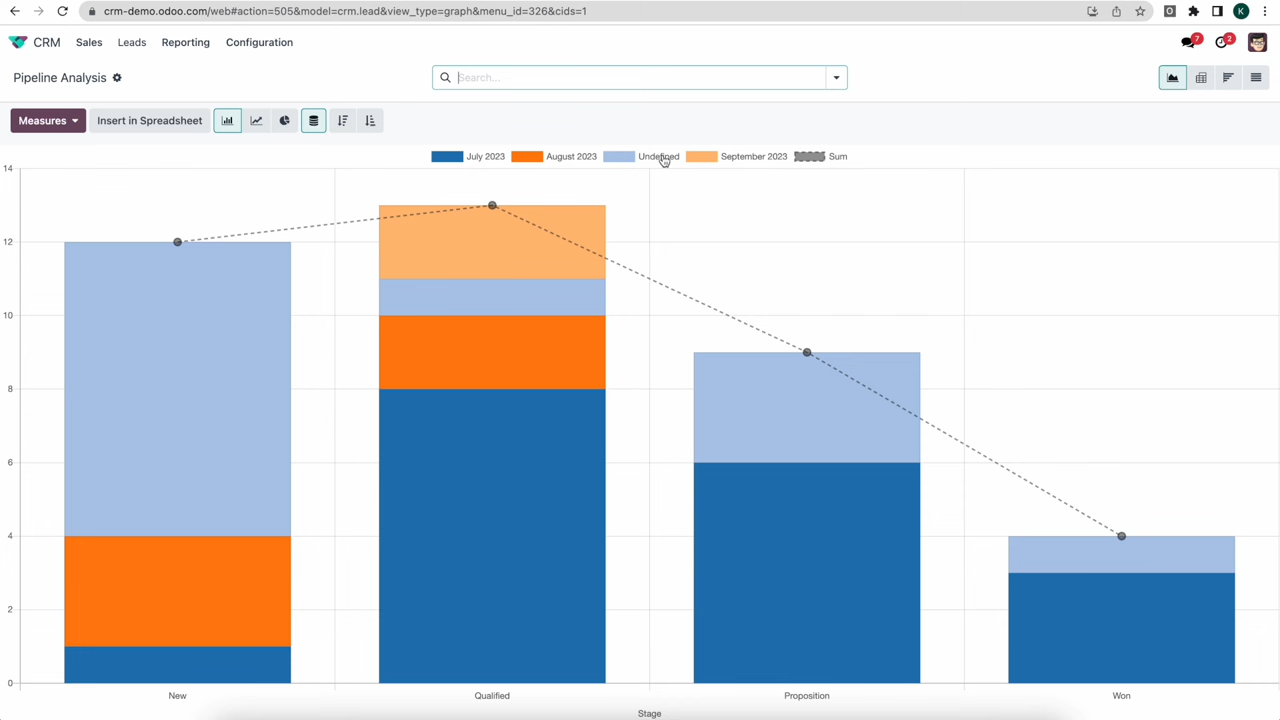 crm-demo.odoo.com/web#action=505&model=crm.lead&view_type=graph&menu_id=326&cids=1
O
K
CRM Sales Leads Reporting Configuration
7
2
Pipeline Analysis
Search...
Measures
Insert in Spreadsheet
July 2023 August 2023 Undefined September 2023 Sum
14
12
10
8
6
4
2
0
New Qualified Proposition Won
Stage